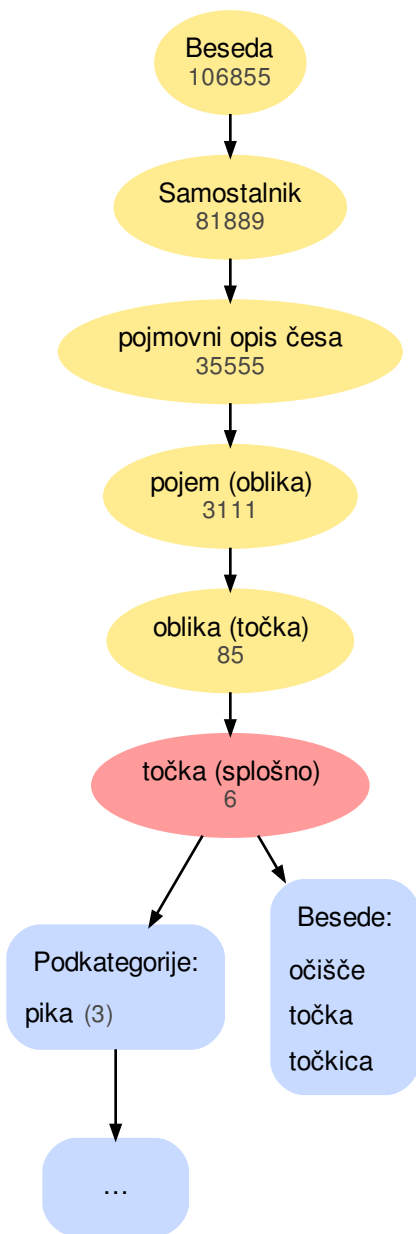 Beseda
106855
Samostalnik
81889
pojmovni opis česa
35555
pojem (oblika)
3111
oblika (točka)
85
točka (splošno)
6
Podkategorije:
pika (3)
Besede:
očišče
točka
točkica
...